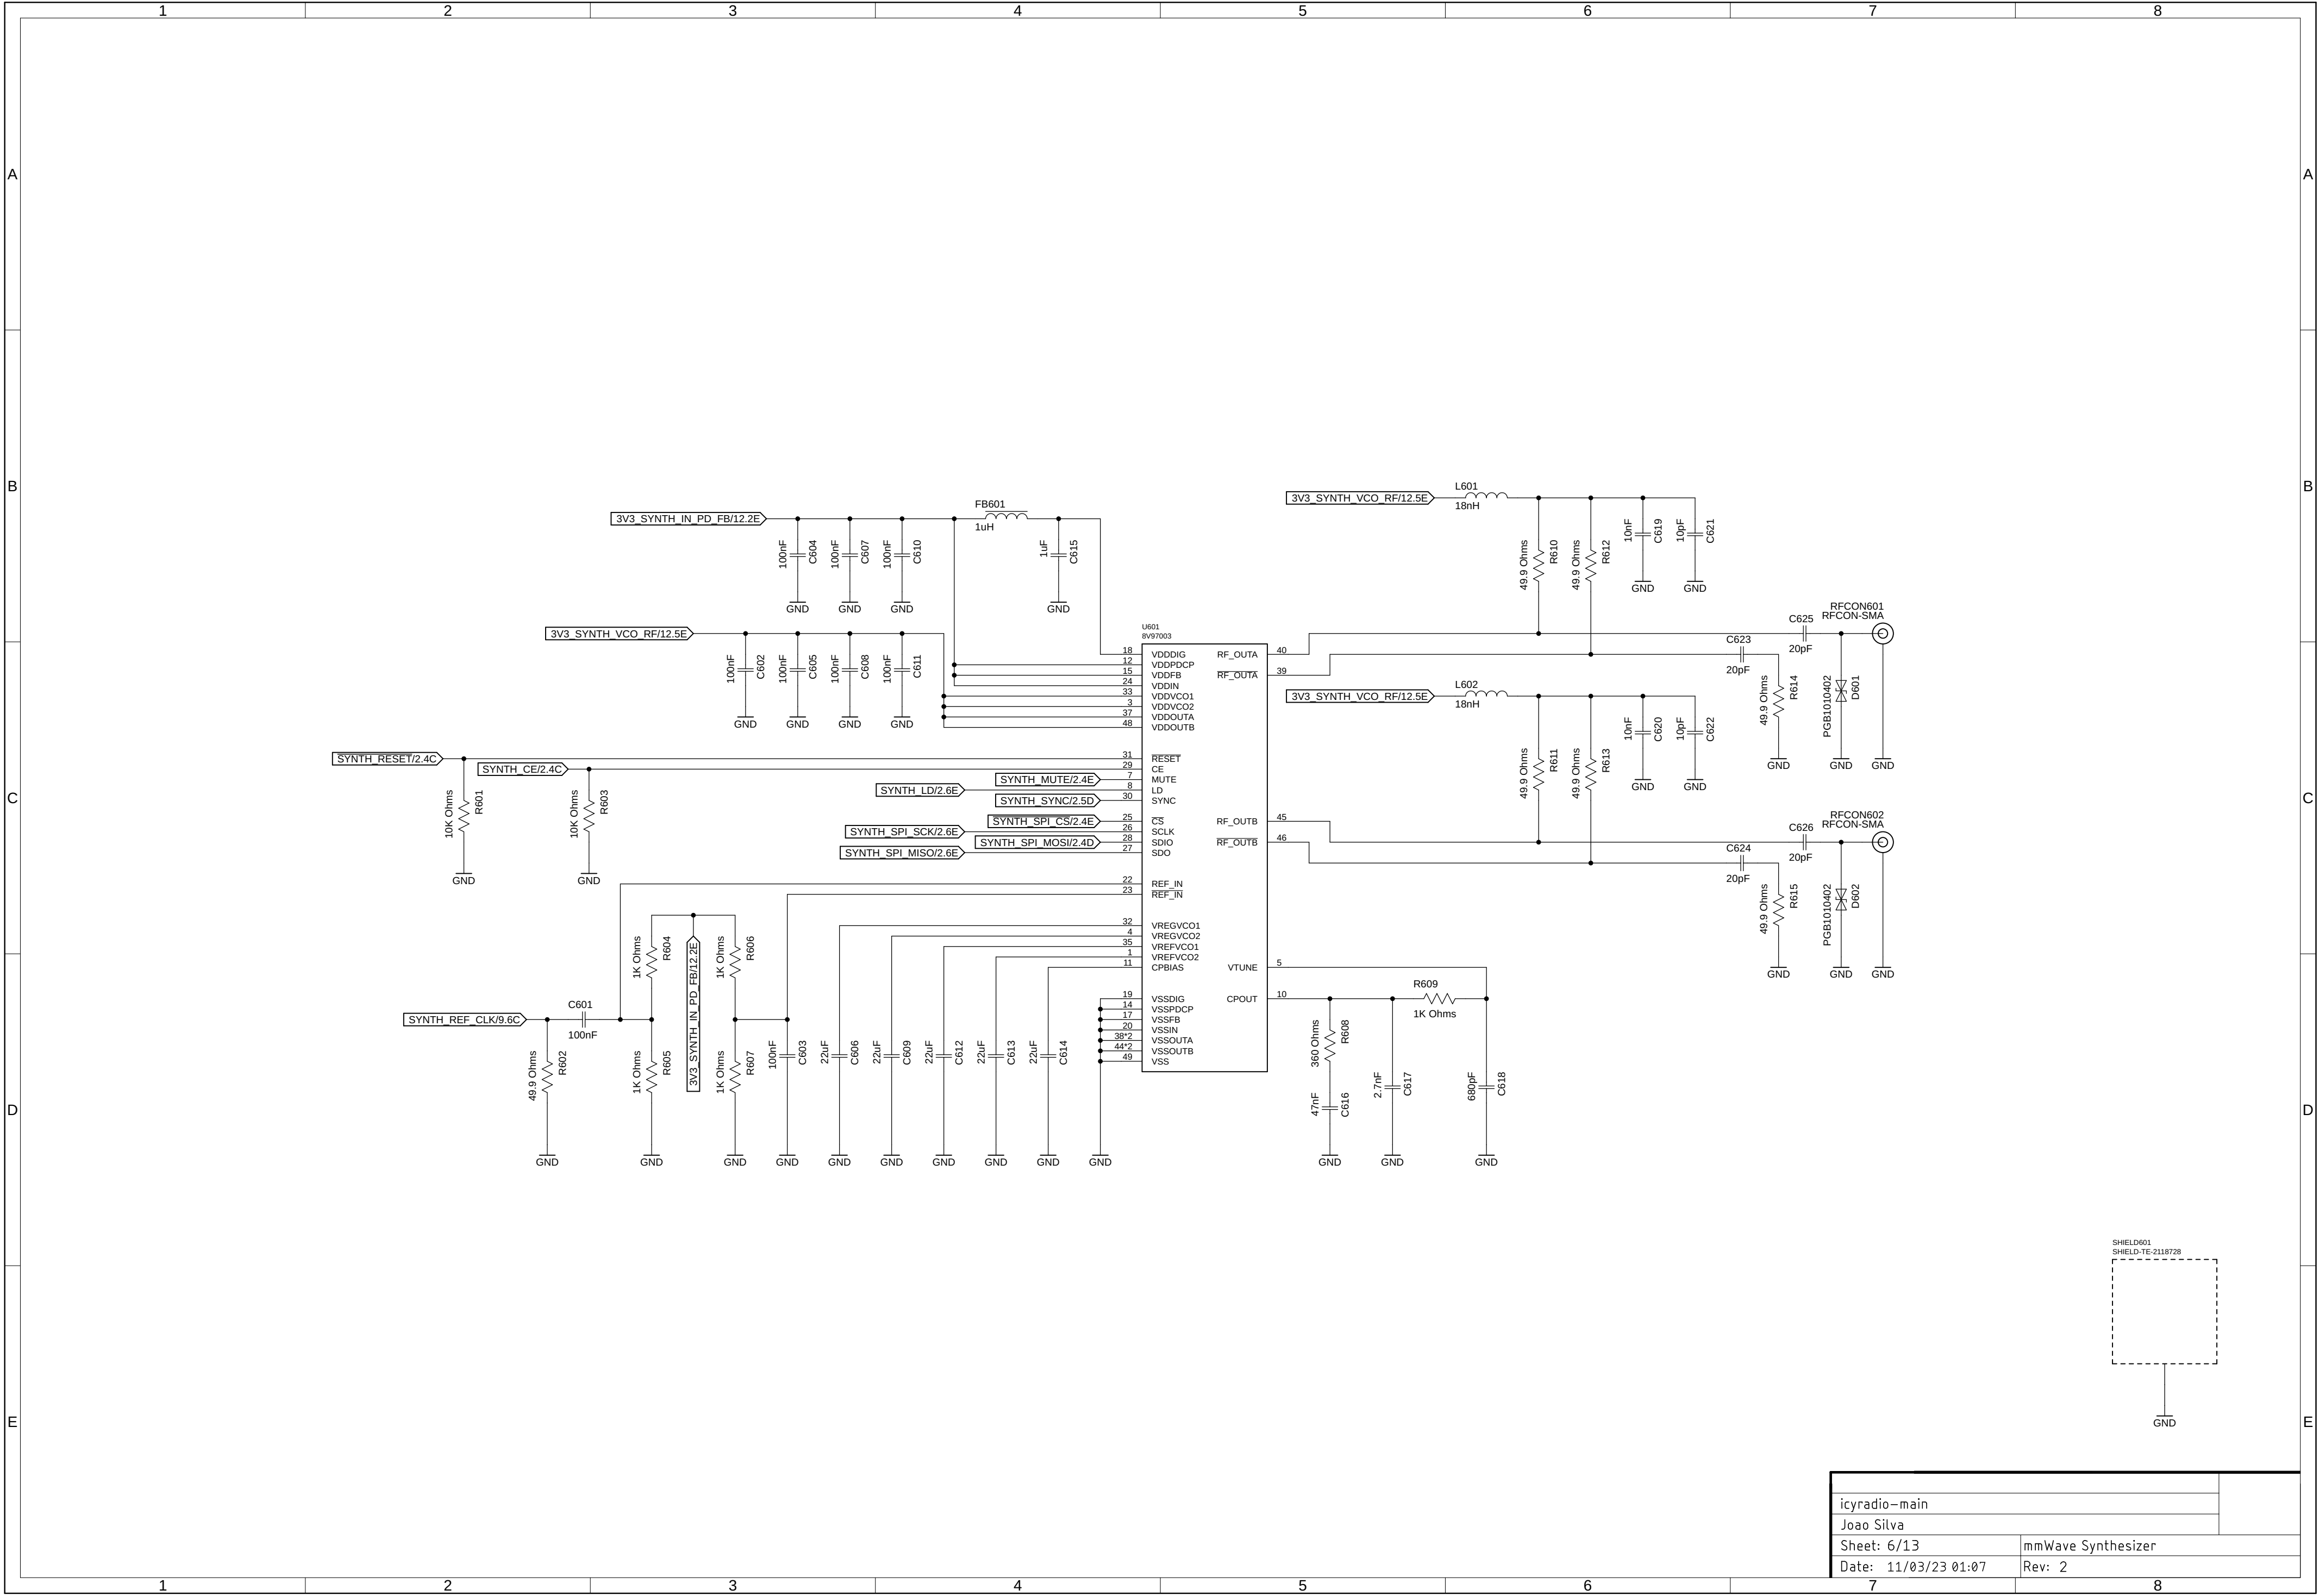 1 2 3 4 5 6 7 8
A A
B B
L601
3V3_SYNTH_VCO_RF/12.5E
18nH
FB601
3V3_SYNTH_IN_PD_FB/12.2E
1uH
100nF C604
100nF C607
100nF C610
1uF C615
49.9 Ohms R610
49.9 Ohms R612
10nF C619
10pF C621
GND GND
GND GND GND GND
RFCON601
RFCON-SMA
C625
20pF
C623
20pF
3V3_SYNTH_VCO_RF/12.5E
100nF C602
100nF C605
100nF C608
100nF C611
GND GND GND GND
U601
8V97003
18 VDDDIG
12 VDDPDCP
15 VDDFB
24 VDDIN
33 VDDVCO1
3 VDDVCO2
37 VDDOUTA
48 VDDOUTB
RF_OUTA 40
RF_OUTA 39
L602
3V3_SYNTH_VCO_RF/12.5E
18nH
49.9 Ohms R614
PGB1010402 D601
GND GND GND
49.9 Ohms R611
49.9 Ohms R613
10nF C620
10pF C622
GND GND
SYNTH_RESET/2.4C
SYNTH_CE/2.4C
SYNTH_MUTE/2.4E
SYNTH_LD/2.6E
SYNTH_SYNC/2.5D
31 RESET
29 CE
7 MUTE
8 LD
30 SYNC
C C
10K Ohms R601
10K Ohms R603
GND GND
SYNTH_SPI_CS/2.4E
SYNTH_SPI_SCK/2.6E
SYNTH_SPI_MOSI/2.4D
SYNTH_SPI_MISO/2.6E
25 CS
26 SCLK
28 SDIO
27 SDO
RF_OUTB 45
RF_OUTB 46
RFCON602
RFCON-SMA
C626
20pF
C624
20pF
49.9 Ohms R615
PGB1010402 D602
GND GND GND
22 REF_IN
23 REF_IN
32 VREGVCO1
4 VREGVCO2
35 VREFVCO1
1 VREFVCO2
11 CPBIAS
VTUNE 5
19 VSSDIG
14 VSSPDCP
17 VSSFB
20 VSSIN
38*2 VSSOUTA
44*2 VSSOUTB
49 VSS
CPOUT 10
R609
1K Ohms
1K Ohms R604
3V3_SYNTH_IN_PD_FB/12.2E
1K Ohms R606
C601
SYNTH_REF_CLK/9.6C
100nF
49.9 Ohms R602
1K Ohms R605
1K Ohms R607
100nF C603
22uF C606
22uF C609
22uF C612
22uF C613
22uF C614
360 Ohms R608
47nF C616
2.7nF C617
680pF C618
D D
GND GND GND GND GND GND GND GND GND GND GND GND GND
SHIELD601
SHIELD-TE-2118728
GND
E E
icyradio-main
Joao Silva
Sheet: 6/13 mmWave Synthesizer
Date: 11/03/23 01:07 Rev: 2
1 2 3 4 5 6 7 8